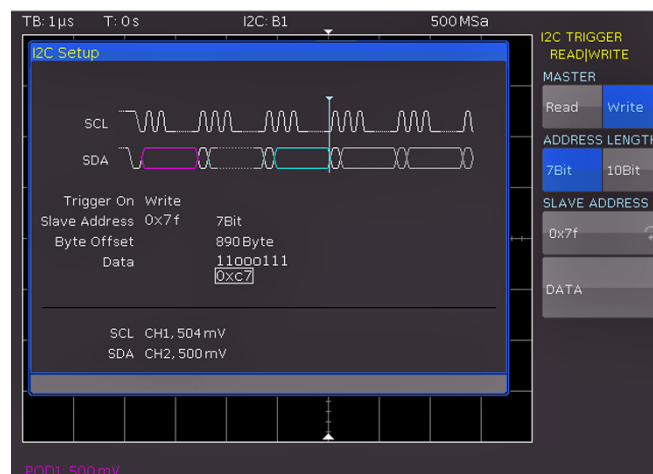 TB: 1 µs T: 0 s I2C: B1 500 MSa
I2C TRIGGER
READ|WRITE
I2C Setup
MASTER
Read Write
SCL
ADDRESS LENGTH
SDA
7Bit 10Bit
Trigger On Write
SLAVE ADDRESS
Slave Address 0x7f 7Bit
0x7f
Byte Offset 890 Byte
Data 11000111
0xc7
DATA
SCL CH1, 504 mV
SDA CH2, 500 mV
POD1: 500 mV